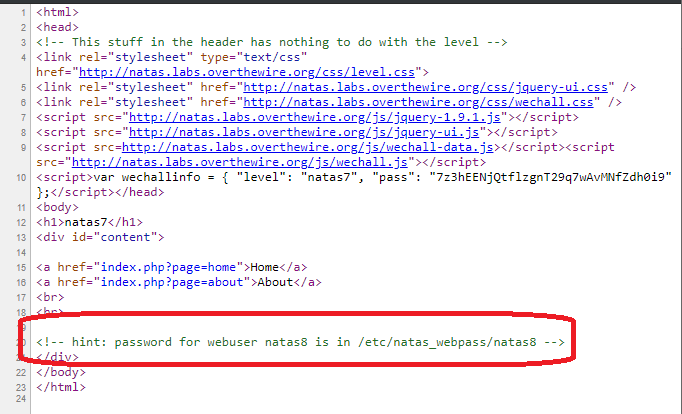 1 <html>
2 <head>
3 <!-- This stuff in the header has nothing to do with the level -->
4 <link rel="stylesheet" type="text/css"
href="http://natas.labs.overthewire.org/css/level.css">
5 <link rel="stylesheet" href="http://natas.labs.overthewire.org/css/jquery-ui.css" />
6 <link rel="stylesheet" href="http://natas.labs.overthewire.org/css/wechall.css" />
7 <script src="http://natas.labs.overthewire.org/js/jquery-1.9.1.js"></script>
8 <script src="http://natas.labs.overthewire.org/js/jquery-ui.js"></script>
9 <script src=http://natas.labs.overthewire.org/js/wechall-data.js></script><script
src="http://natas.labs.overthewire.org/js/wechall.js"></script>
10 <script>var wechallinfo = { "level": "natas7", "pass": "7z3hEENjQtflzgnT29q7wAvMNfZdh0i9"
};</script></head>
11 <body>
12 <h1>natas7</h1>
13 <div id="content">
14
15 <a href="index.php?page=home">Home</a>
16 <a href="index.php?page=about">About</a>
17 <br>
18 <br>
19
20 <!-- hint: password for webuser natas8 is in /etc/natas_webpass/natas8 -->
21 </div>
22 </body>
23 </html>
24